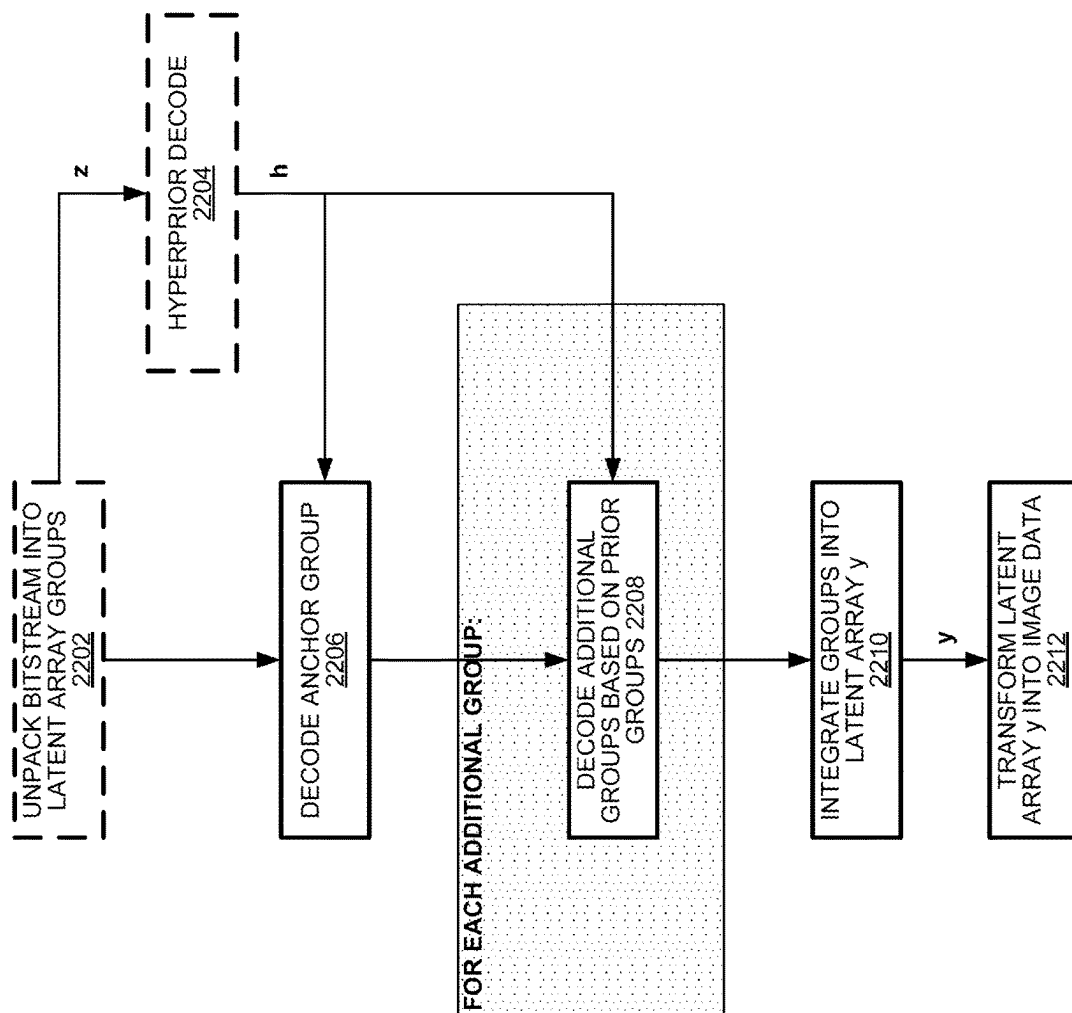 UNPACK BITSTREAM INTO
LATENT ARRAY GROUPS
2202
z
HYPERPRIOR DECODE
2204
h
DECODE ANCHOR GROUP
2206
FOR EACH ADDITIONAL GROUP:
DECODE ADDITIONAL
GROUPS BASED ON PRIOR
GROUPS 2208
INTEGRATE GROUPS INTO
LATENT ARRAY y
2210
y
TRANSFORM LATENT
ARRAY y INTO IMAGE DATA
2212